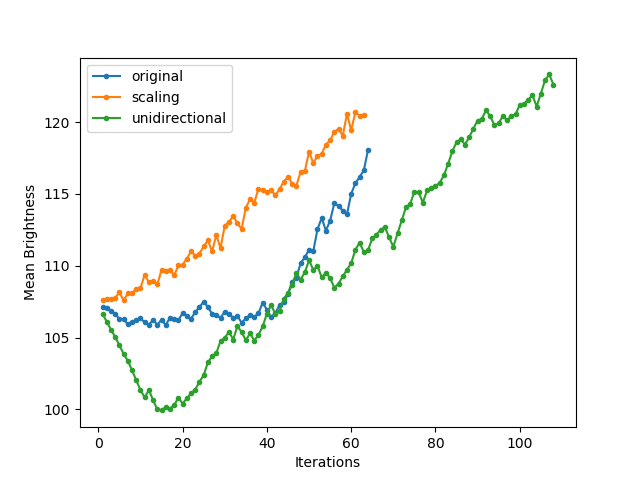 original
scaling
unidirectional
120
115
110
105
100
Mean Brightness
0 20 40 60 80 100
Iterations